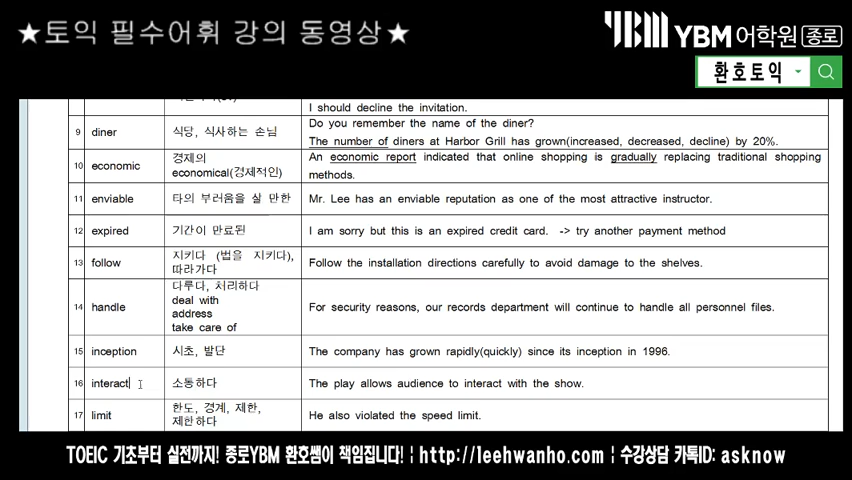 ★토익 필수어휘 강의 동영상★
YBM YBM어학원 종로
환호토익
I should decline the invitation.
9 diner 식당, 식사하는 손님 Do you remember the name of the diner?
The number of diners at Harbor Grill has grown(increased, decreased, decline) by 20%.
10 economic 경제의 An economic report indicated that online shopping is gradually replacing traditional shopping
economical(경제적인) methods.
11 enviable 타의 부러움을 살 만한 Mr. Lee has an enviable reputation as one of the most attractive instructor.
12 expired 기간이 만료된 I am sorry but this is an expired credit card. -> try another payment method
13 follow 지키다 (법을 지키다), Follow the installation directions carefully to avoid damage to the shelves.
따라가다
14 handle 다루다, 처리하다
deal with
address For security reasons, our records department will continue to handle all personnel files.
take care of
15 inception 시초, 발단 The company has grown rapidly(quickly) since its inception in 1996.
16 interact 소통하다 The play allows audience to interact with the show.
17 limit 한도, 경계, 제한, He also violated the speed limit.
제한하다
TOEIC 기초부터 실전까지! 종로YBM 환호쌤이 책임집니다! ¦ http://leehwanho.com ¦ 수강상담 카톡ID: asknow